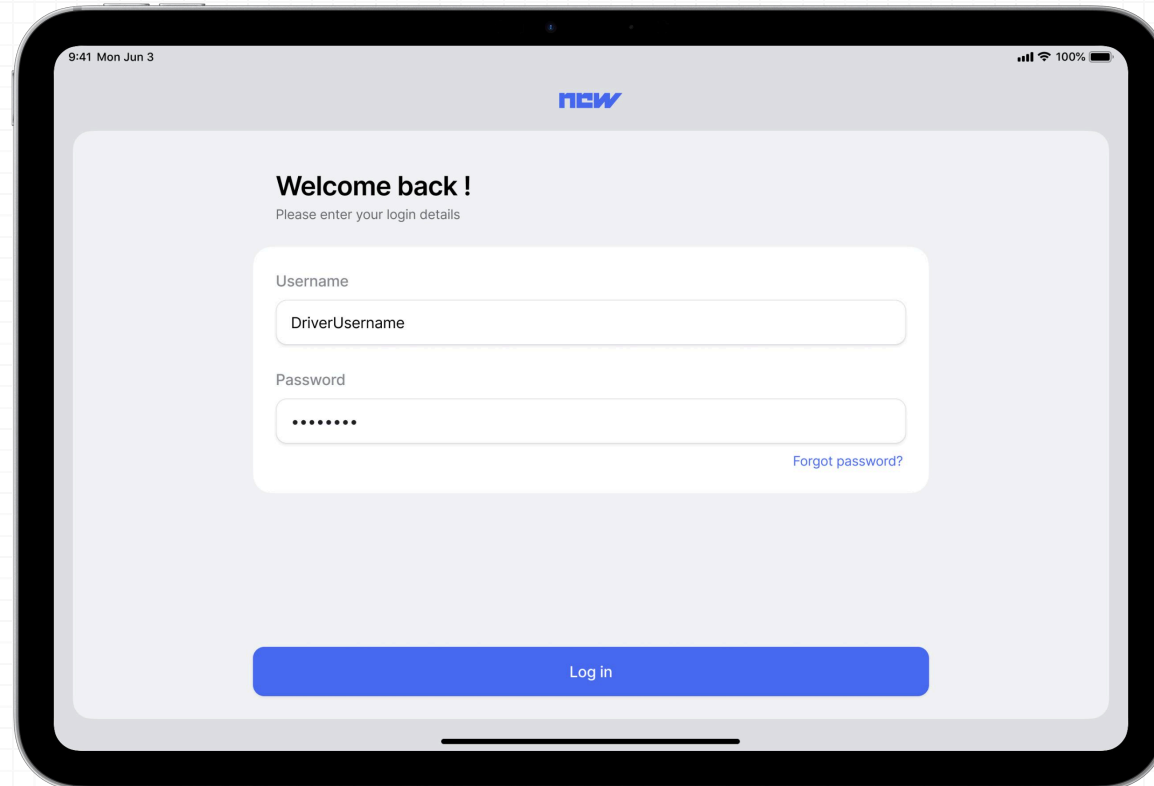 9:41 Mon Jun 3
100%
new
Welcome back !
Please enter your login details
Username
DriverUsername
Password
••••••••
Forgot password?
Log in